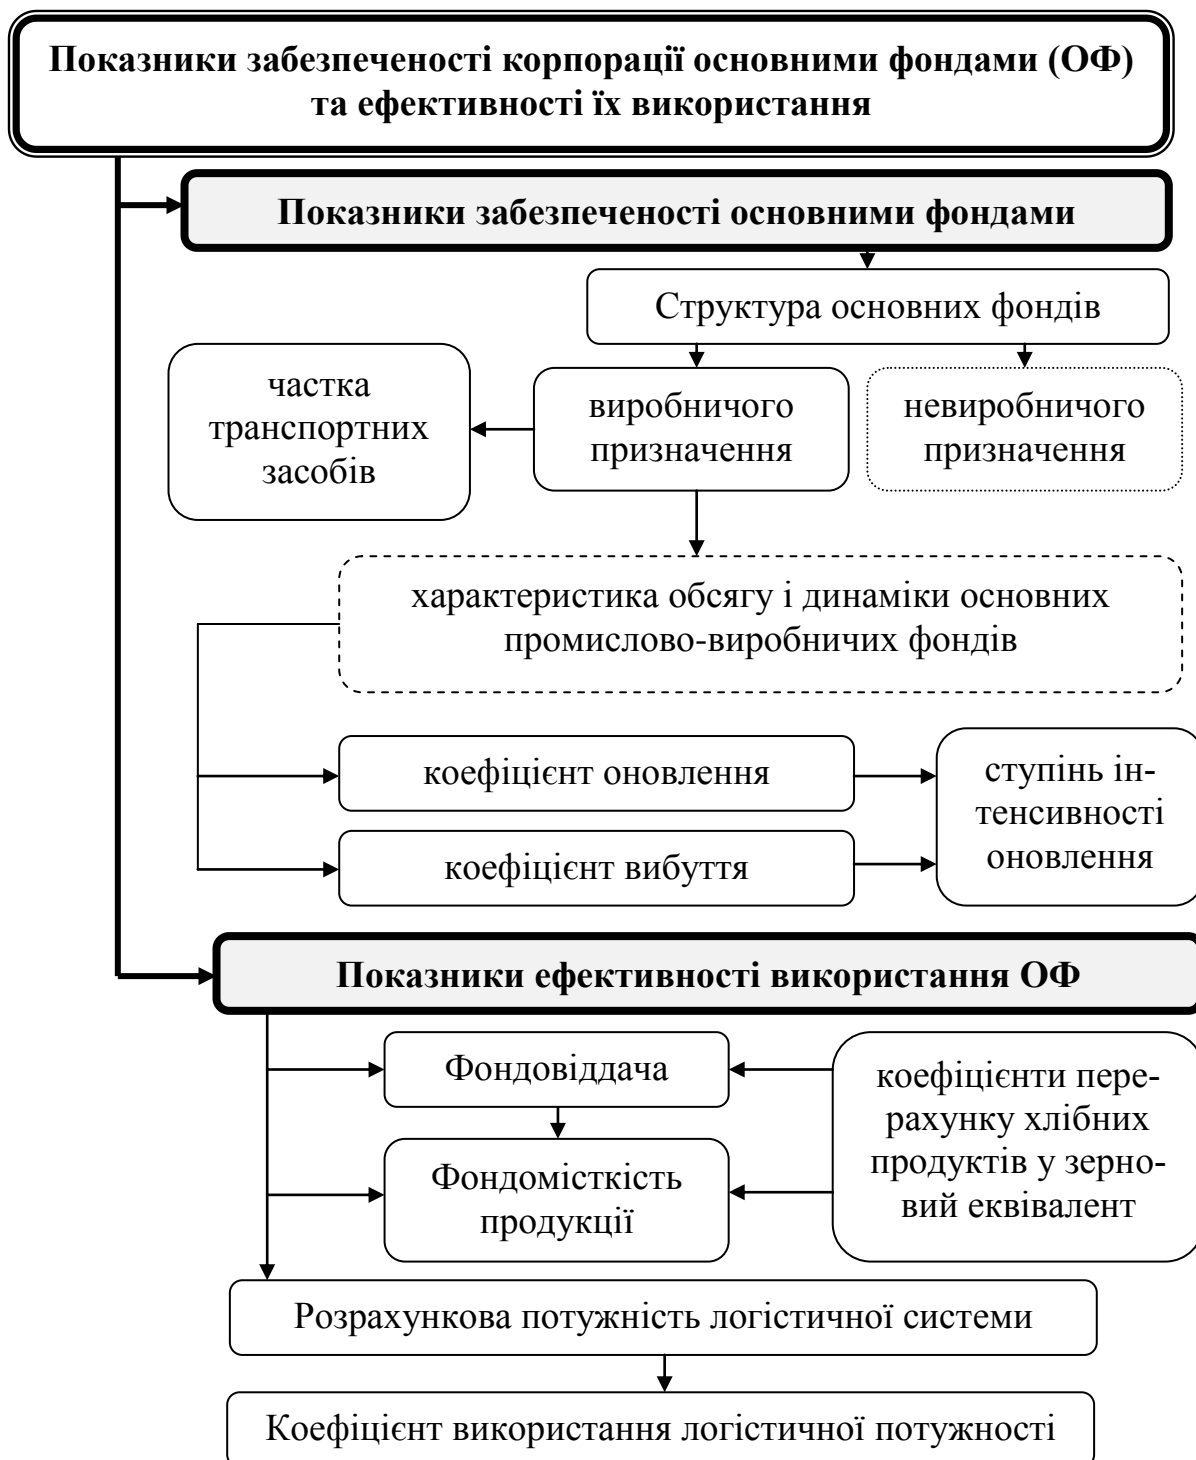 Показники забезпеченості корпорації основними фондами (ОФ)
та ефективності їх використання
Показники забезпеченості основними фондами
Структура основних фондів
частка
транспортних
засобів
виробничого
призначення
невиробничого
призначення
характеристика обсягу і динаміки основних
промислово-виробничих фондів
коефіцієнт оновлення
ступінь ін-
тенсивності
оновлення
коефіцієнт вибуття
Показники ефективності використання ОФ
Фондовіддача
коефіцієнти пере-
рахунку хлібних
продуктів у зерно-
вий еквівалент
Фондомісткість
продукції
Розрахункова потужність логістичної системи
Коефіцієнт використання логістичної потужності